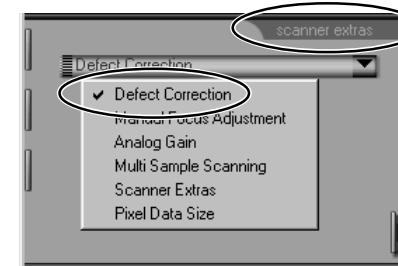 scanner extras
Defect Correction
Defect Correction
Manual Focus Adjustment
Analog Gain
Multi Sample Scanning
Scanner Extras
Pixel Data Size